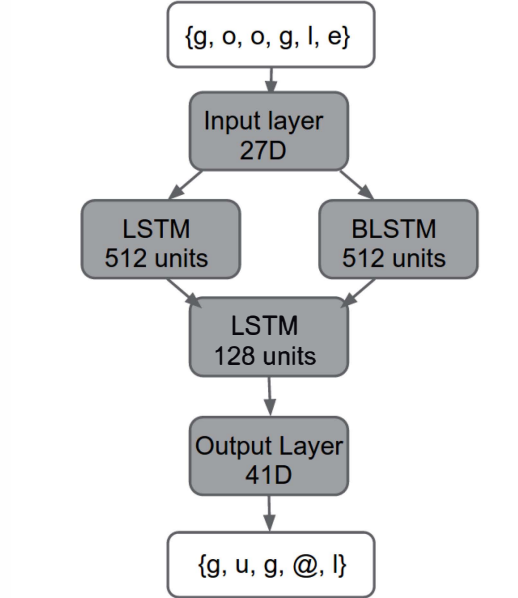 {g, o, o, g, l, e}
Input layer
27D
LSTM
512 units
BLSTM
512 units
LSTM
128 units
Output Layer
41D
{g, u, g, @, l}